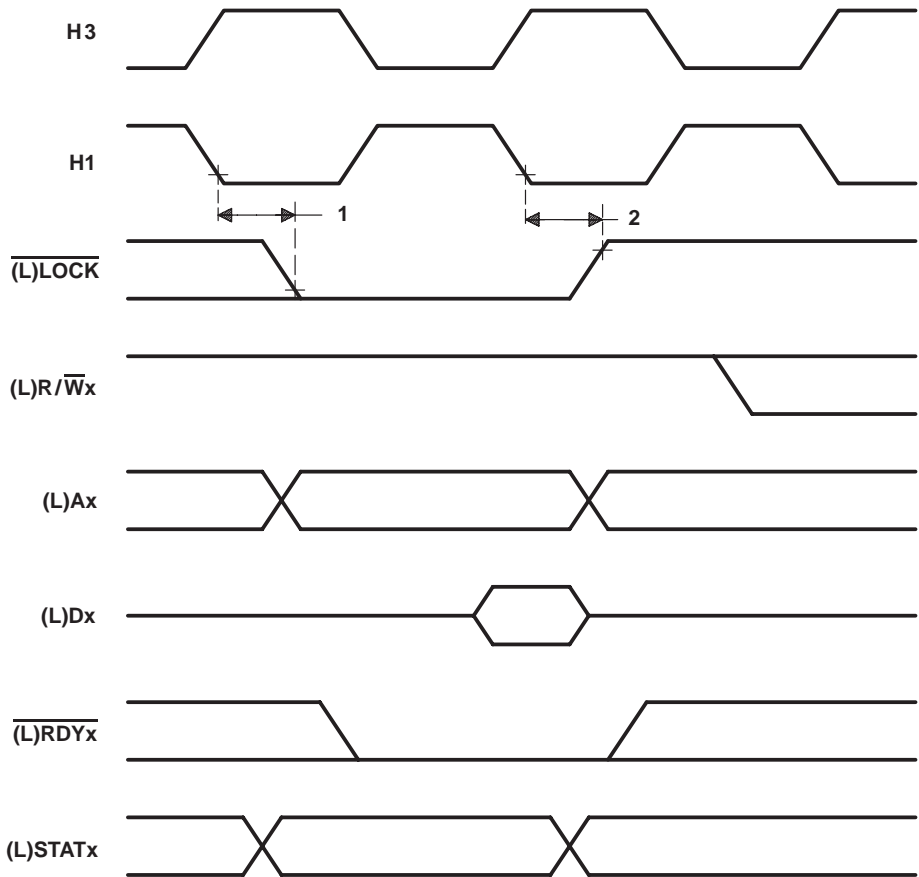 H3
H1
1
2
(L)LOCK
(L)R/Wx
(L)Ax
(L)Dx
(L)RDYx
(L)STATx